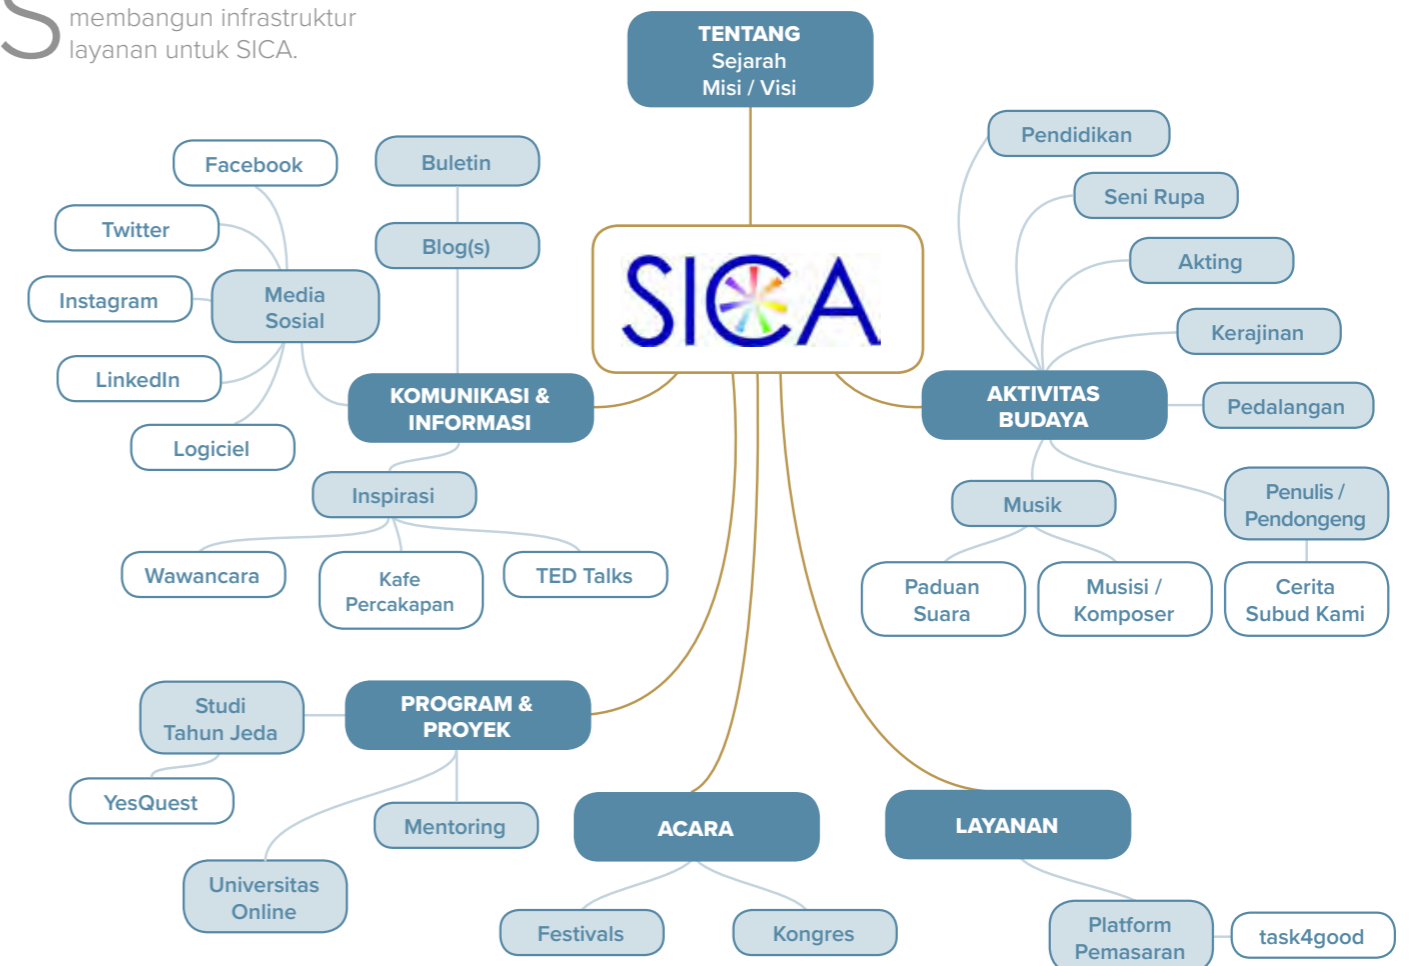 S
membangun infrastruktur
layanan untuk SICA.
TENTANG
Sejarah
Misi / Visi
SICA
Facebook
Twitter
Instagram
LinkedIn
Logiciel
Media
Sosial
Buletin
Blog(s)
KOMUNIKASI &
INFORMASI
Inspirasi
Wawancara
Kafe
Percakapan
TED Talks
Pendidikan
Seni Rupa
Akting
Kerajinan
AKTIVITAS
BUDAYA
Pedalangan
Musik
Penulis /
Pendongeng
Paduan
Suara
Musisi /
Komposer
Cerita
Subud Kami
PROGRAM &
PROYEK
Studi
Tahun Jeda
YesQuest
Mentoring
Universitas
Online
ACARA
Festivals
Kongres
LAYANAN
Platform
Pemasaran
task4good